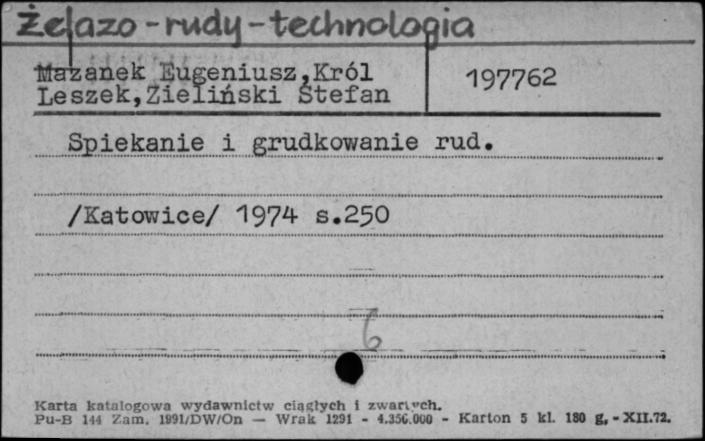 Żelazo-rudy-technologia
Mazanek Eugeniusz,Król
Leszek,Zieliński Stefan
197762
Spiekanie i grudkowanie rud.
/Katowice/ 1974 s.250
6
Karta katalogowa wydawnictw ciągłych i zwartych.
Pu-B 144 Zam. 1991/DW/On — Wrak 1291 - 4.350.000 - Karton 5 kl. 180 g, - XII.72.